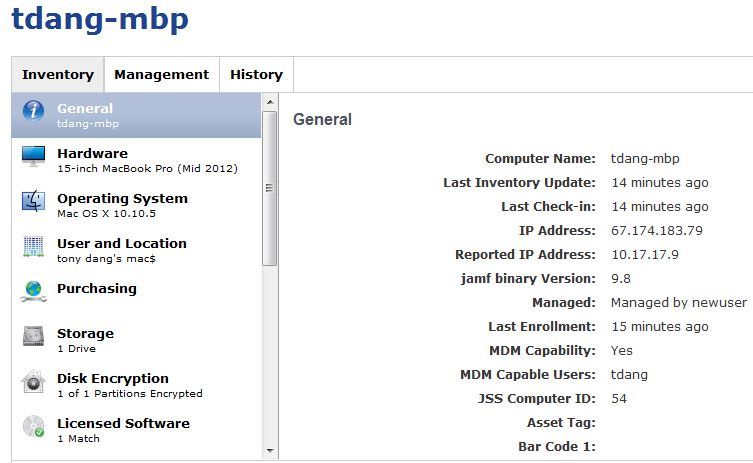 tdang-mbp
Inventory Management History
General
tdang-mbp
Hardware
15-inch MacBook Pro (Mid 2012)
Operating System
Mac OS X 10.10.5
User and Location
tony dang's mac$
Purchasing
Storage
1 Drive
Disk Encryption
1 of 1 Partitions Encrypted
Licensed Software
1 Match
General
Computer Name: tdang-mbp
Last Inventory Update: 14 minutes ago
Last Check-in: 14 minutes ago
IP Address: 67.174.183.79
Reported IP Address: 10.17.17.9
jamf binary Version: 9.8
Managed: Managed by newuser
Last Enrollment: 15 minutes ago
MDM Capability: Yes
MDM Capable Users: tdang
JSS Computer ID: 54
Asset Tag:
Bar Code 1: